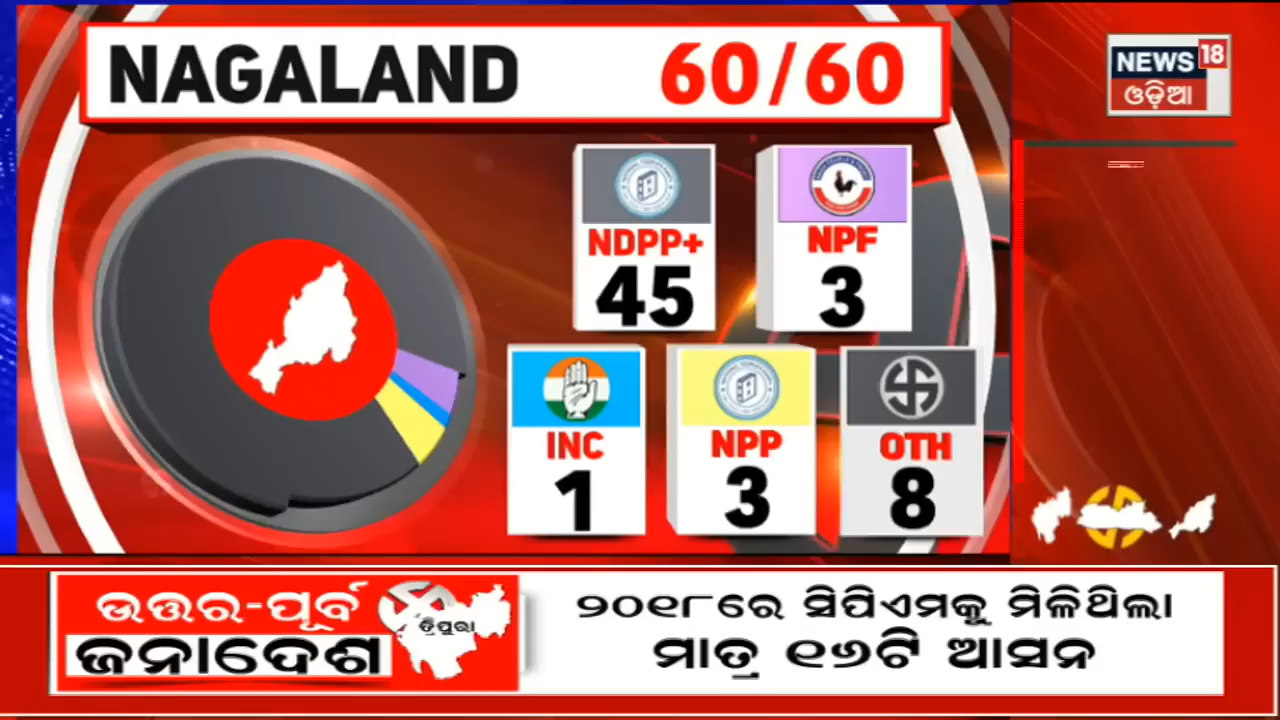 NAGALAND 60/60
NEWS 18
ଓଡ଼ିଆ
NDPP+
45
NPF
3
INC
1
NPP
3
OTH
8
ଉତ୍ତର-ପୂର୍ବ
ଜନାଦେଶ
ତ୍ରିପୁରା
୨୦୧୮ରେ ସିପିଏମକୁ ମିଳିଥିଲା
ମାତ୍ର ୧୬ଟି ଆସନ